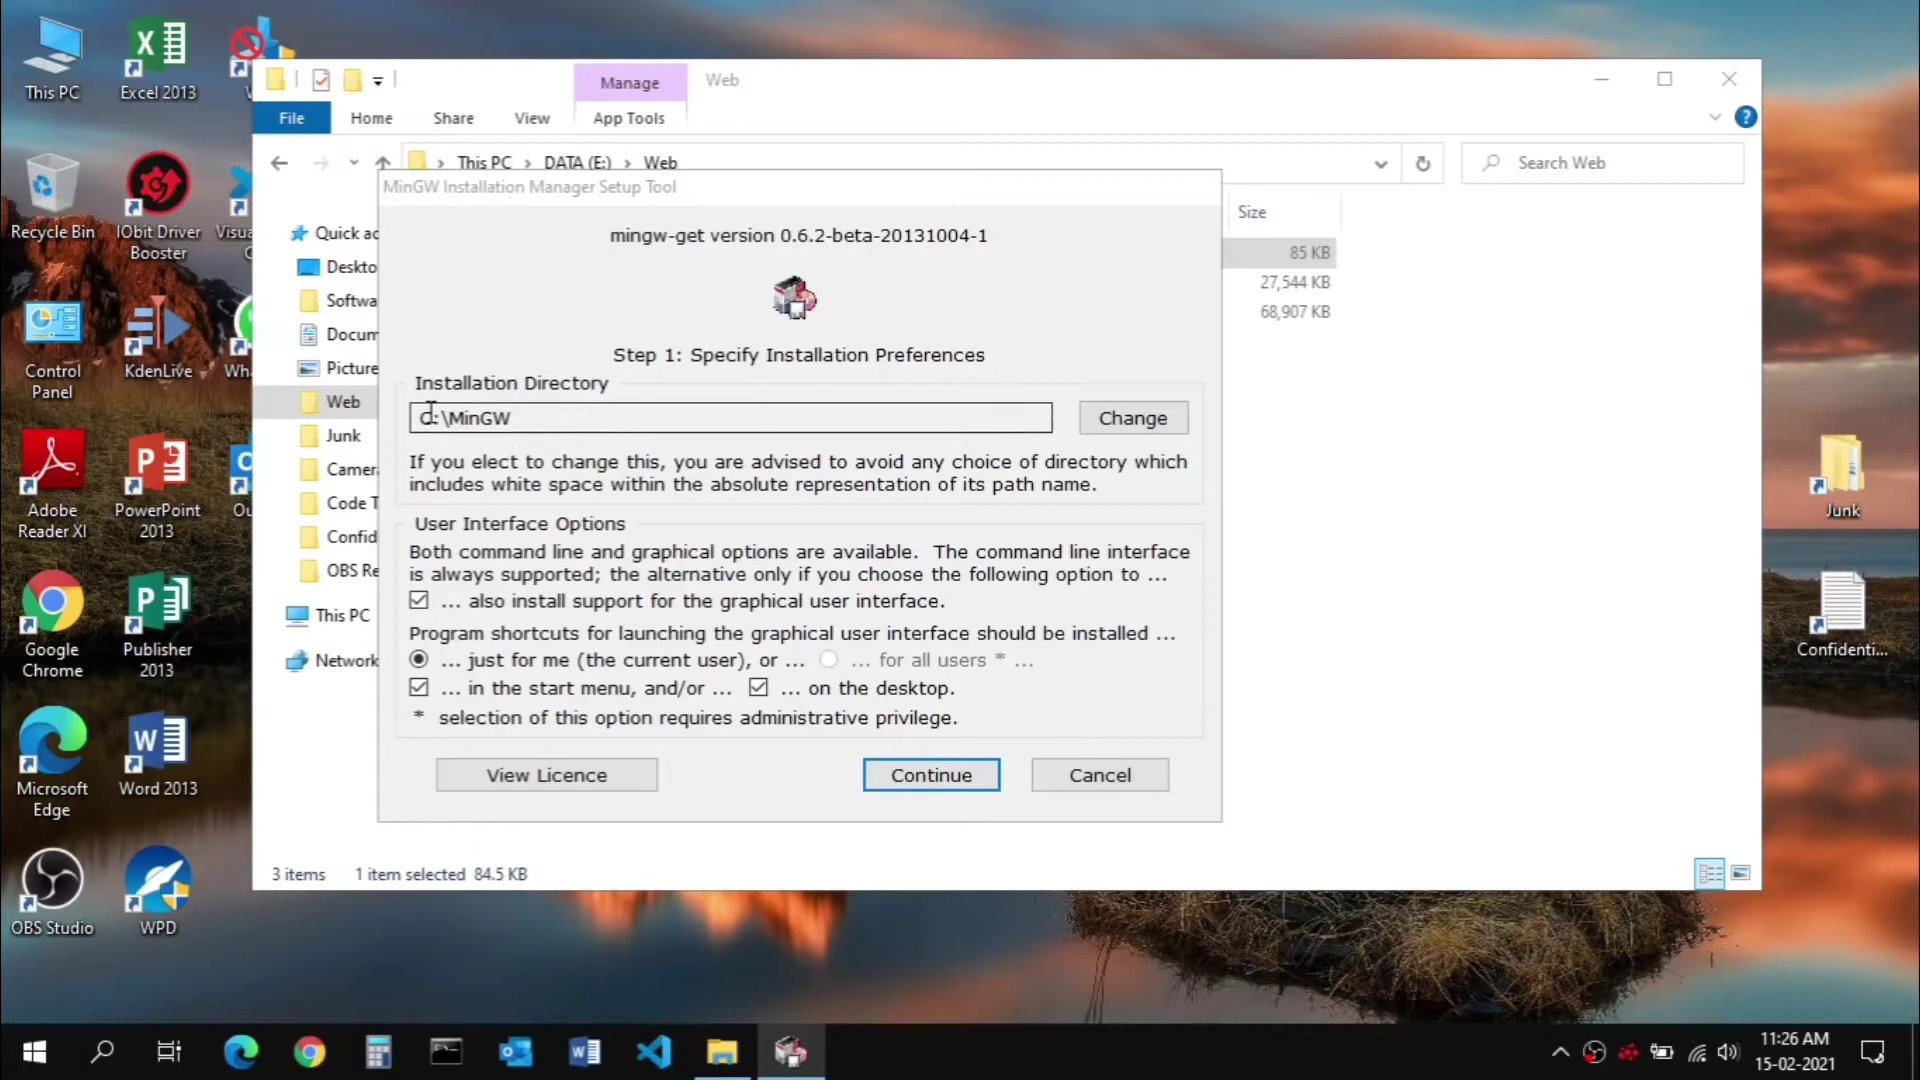 This PC
Excel 2013
Recycle Bin
IObit Driver
Booster
Visua
Control
Panel
KdenLive
Wha
Adobe
Reader XI
PowerPoint
2013
Ou
Google
Chrome
Publisher
2013
Microsoft
Edge
Word 2013
OBS Studio
WPD
Junk
Confidenti...
Manage
Web
File
Home
Share
View
App Tools
This PC > DATA (E:) > Web
Search Web
Size
85 KB
27,544 KB
68,907 KB
Quick ac
Deskto
Softwa
Docum
Picture
Web
Junk
Camera
Code T
Confid
OBS Re
This PC
Network
MinGW Installation Manager Setup Tool
mingw-get version 0.6.2-beta-20131004-1
Step 1: Specify Installation Preferences
Installation Directory
C:\MinGW
Change
If you elect to change this, you are advised to avoid any choice of directory which
includes white space within the absolute representation of its path name.
User Interface Options
Both command line and graphical options are available.  The command line interface
is always supported; the alternative only if you choose the following option to ...
... also install support for the graphical user interface.
Program shortcuts for launching the graphical user interface should be installed ...
... just for me (the current user), or ... ... for all users * ...
... in the start menu, and/or ... ... on the desktop.
* selection of this option requires administrative privilege.
View Licence
Continue
Cancel
3 items
1 item selected 84.5 KB
11:26 AM
15-02-2021